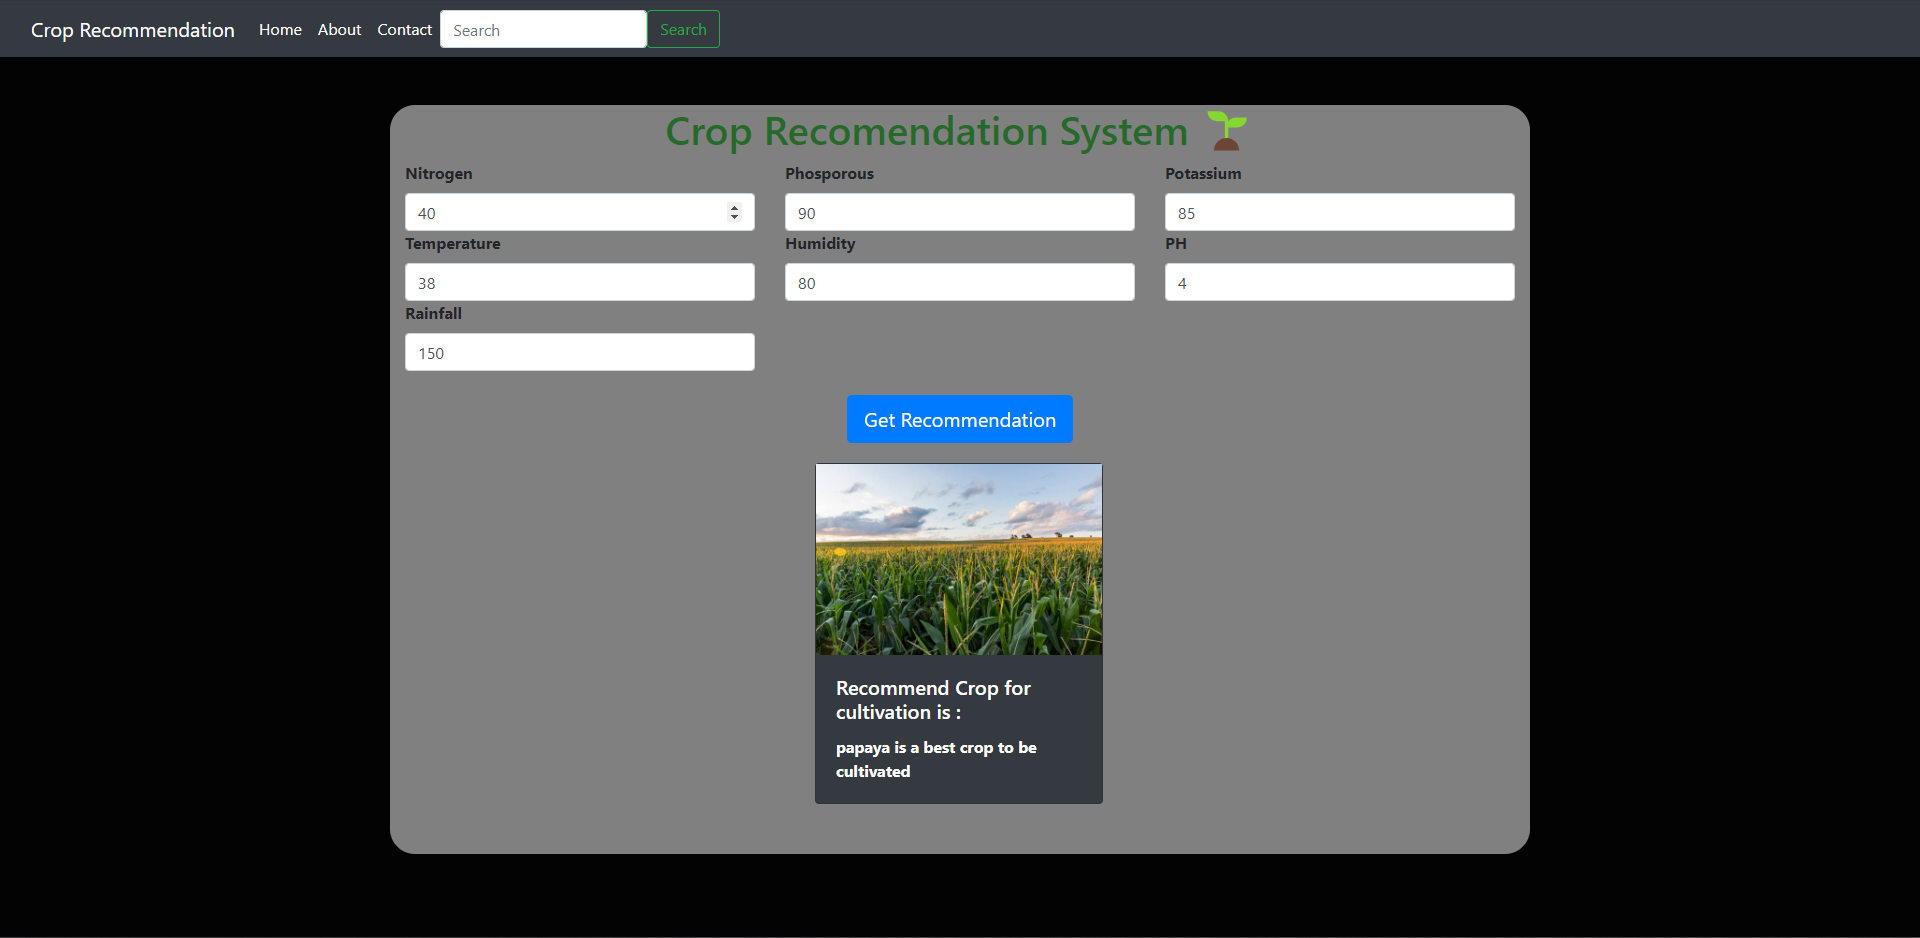 Crop Recommendation Home About Contact Search Search
Crop Recomendation System
Nitrogen Phosporous Potassium
40 90 85
Temperature Humidity PH
38 80 4
Rainfall
150
Get Recommendation
Recommend Crop for
cultivation is :
papaya is a best crop to be
cultivated